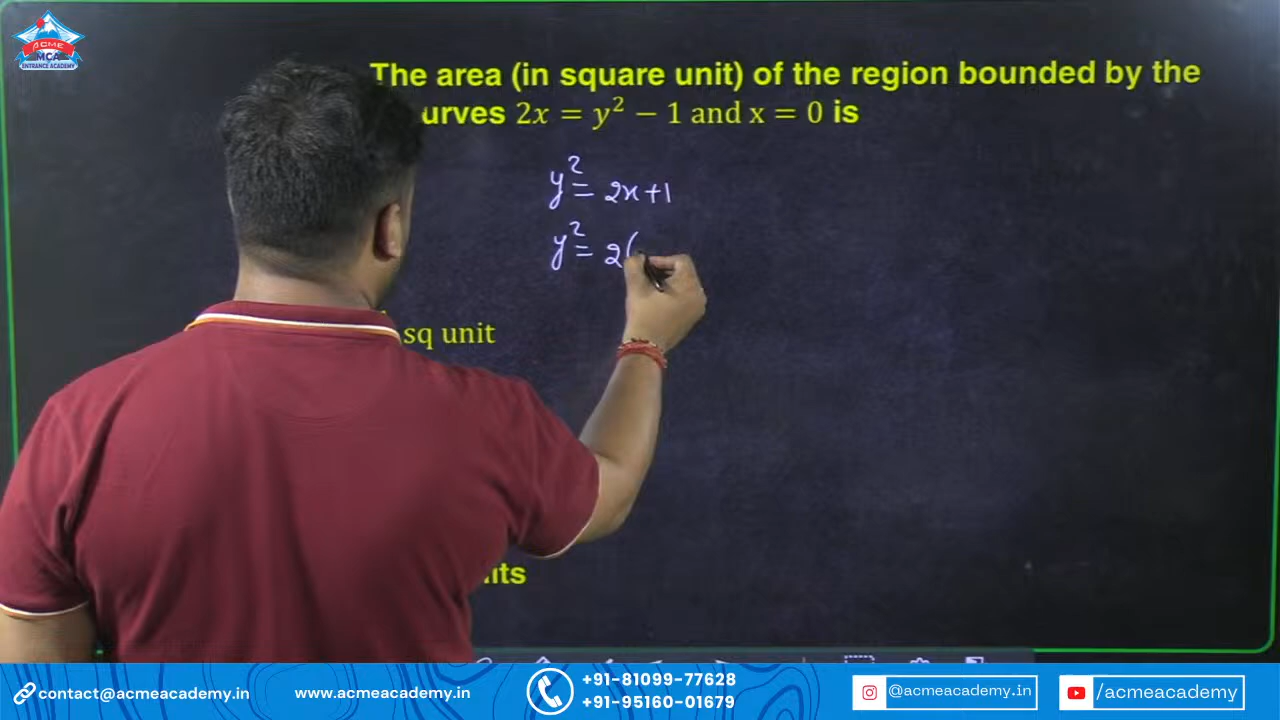 ACME
MCA
ENTRANCE ACADEMY
The area (in square unit) of the region bounded by the
urves 2x = y² − 1 and x = 0 is
y² = 2x+1
y² = 2(
sq unit
its
contact@acmeacademy.in
www.acmeacademy.in
+91-81099-77628
+91-95160-01679
@acmeacademy.in
/acmeacademy